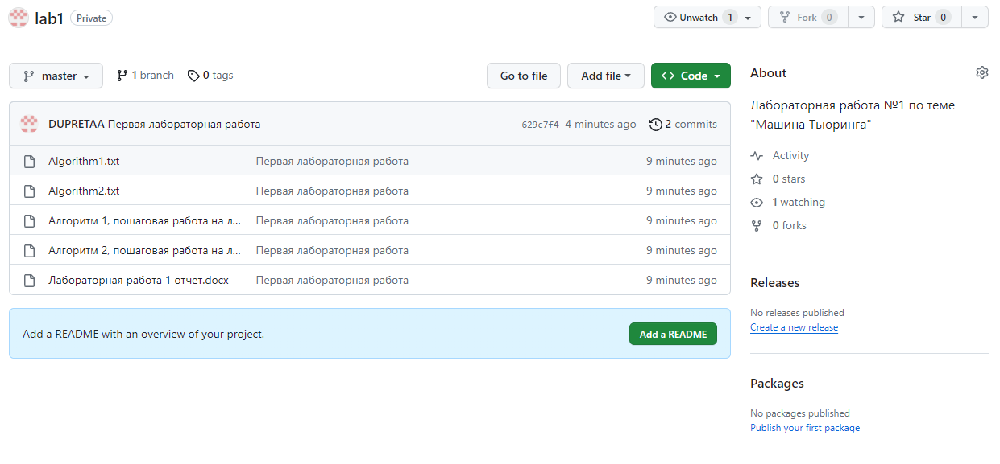 lab1 Private Unwatch 1 Fork 0 Star 0
master 1 branch 0 tags Go to file Add file Code
DUPRETAA Первая лабораторная работа 629c7f4 4 minutes ago 2 commits
Algorithm1.txt Первая лабораторная работа 9 minutes ago
Algorithm2.txt Первая лабораторная работа 9 minutes ago
Алгоритм 1, пошаговая работа на л... Первая лабораторная работа 9 minutes ago
Алгоритм 2, пошаговая работа на л... Первая лабораторная работа 9 minutes ago
Лабораторная работа 1 отчет.docx Первая лабораторная работа 9 minutes ago
Add a README with an overview of your project. Add a README
About
Лабораторная работа №1 по теме
"Машина Тьюринга"
Activity
0 stars
1 watching
0 forks
Releases
No releases published
Create a new release
Packages
No packages published
Publish your first package